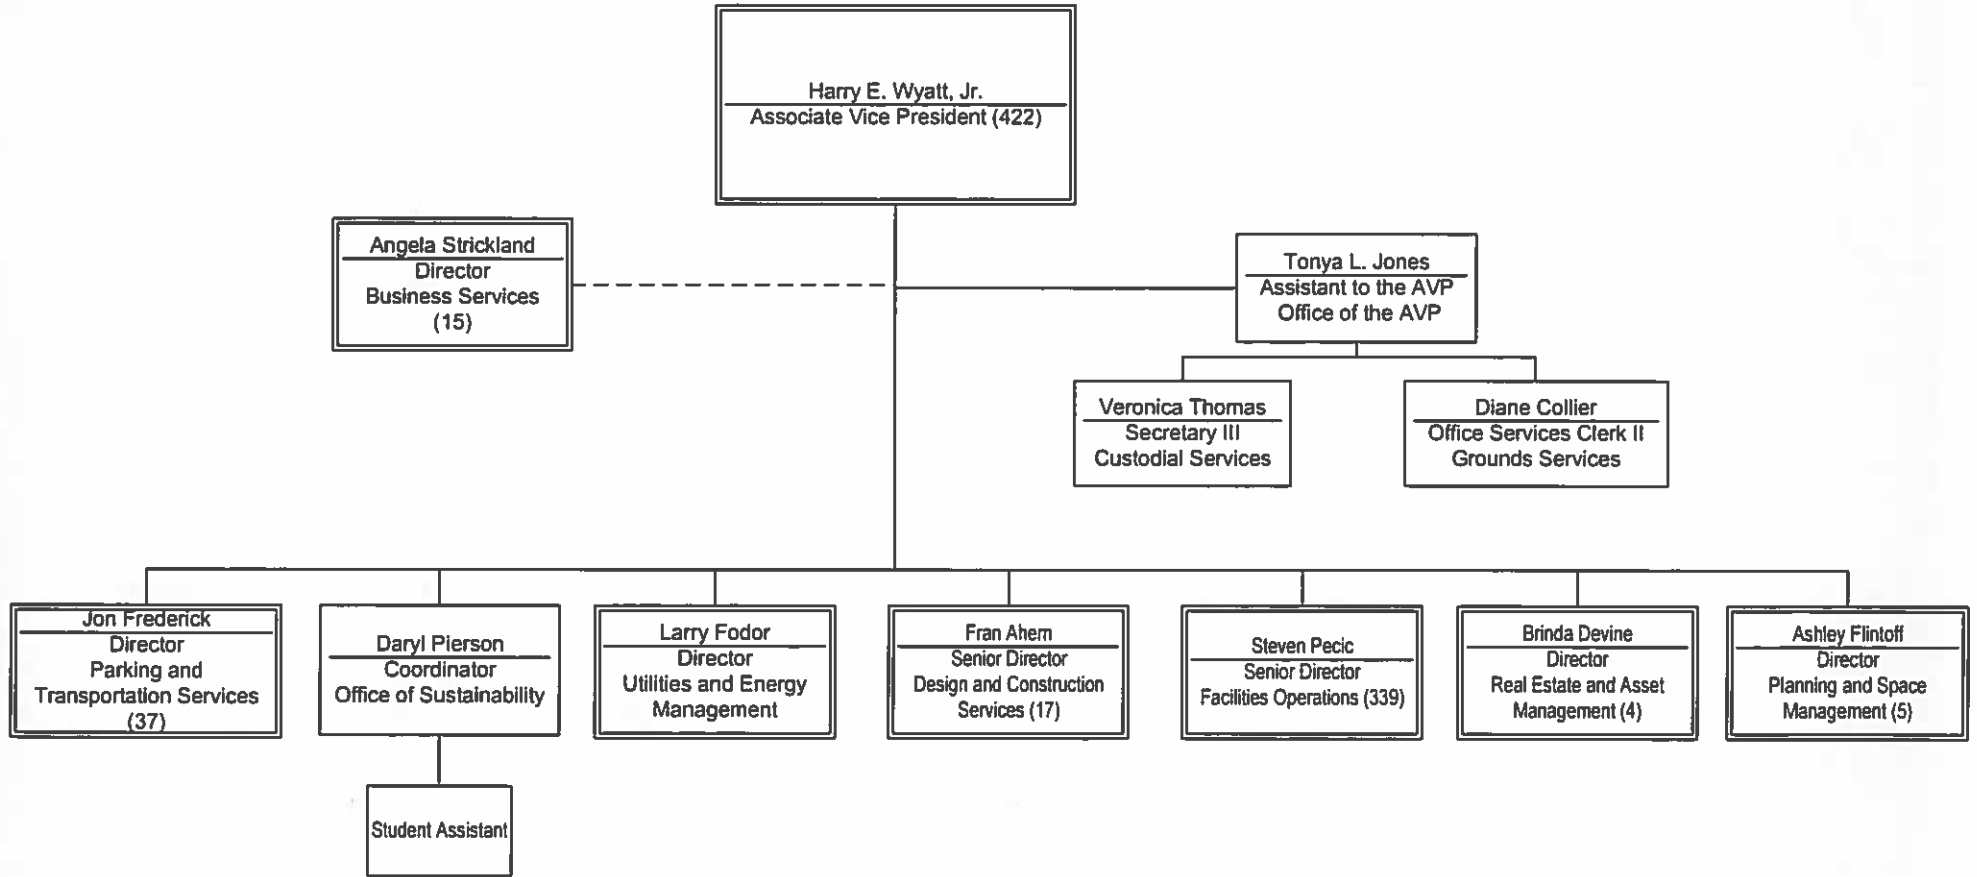 Harry E. Wyatt, Jr.
Associate Vice President (422)
Angela Strickland
Director
Business Services
(15)
Tonya L. Jones
Assistant to the AVP
Office of the AVP
Veronica Thomas
Secretary III
Custodial Services
Diane Collier
Office Services Clerk II
Grounds Services
Jon Frederick
Director
Parking and
Transportation Services
(37)
Daryl Pierson
Coordinator
Office of Sustainability
Larry Fodor
Director
Utilities and Energy
Management
Fran Ahern
Senior Director
Design and Construction
Services (17)
Steven Pecic
Senior Director
Facilities Operations (339)
Brinda Devine
Director
Real Estate and Asset
Management (4)
Ashley Flintoff
Director
Planning and Space
Management (5)
Student Assistant